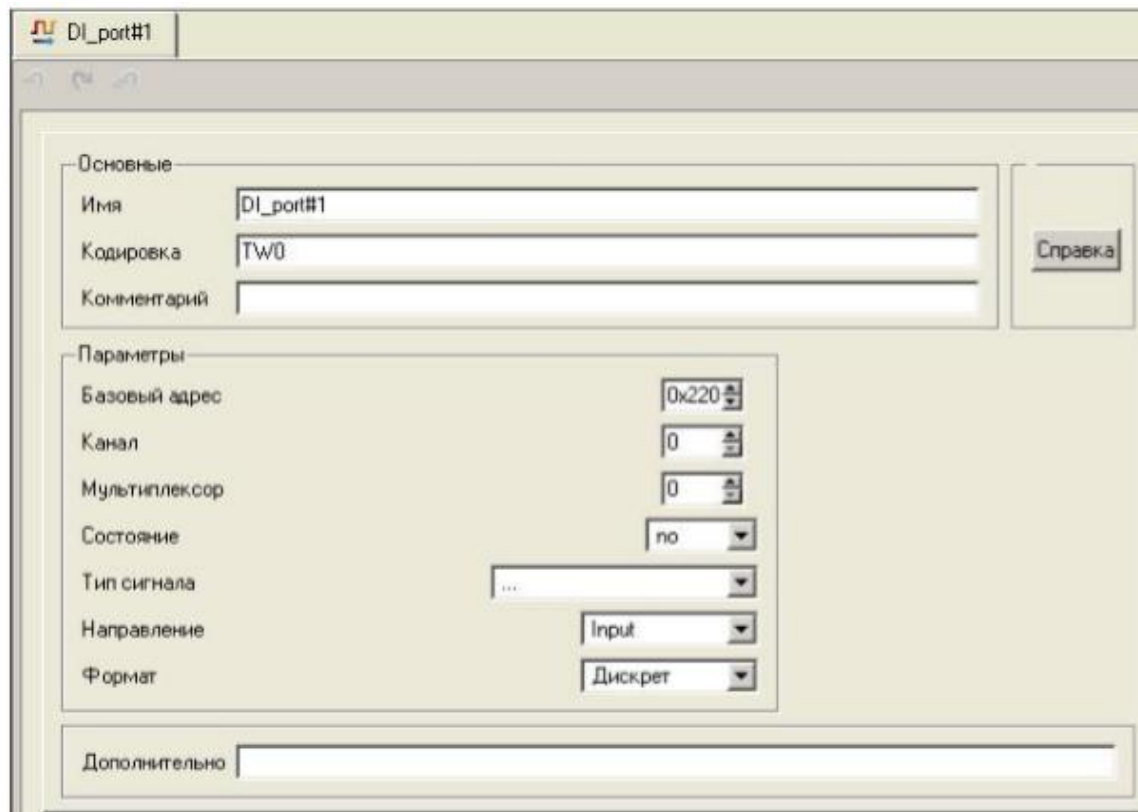 DI_port#1
Основные
Имя DI_port#1
Кодировка TW0
Комментарий
Справка
Параметры
Базовый адрес 0x220
Канал 0
Мультиплексор 0
Состояние no
Тип сигнала ...
Направление Input
Формат Дискрет
Дополнительно